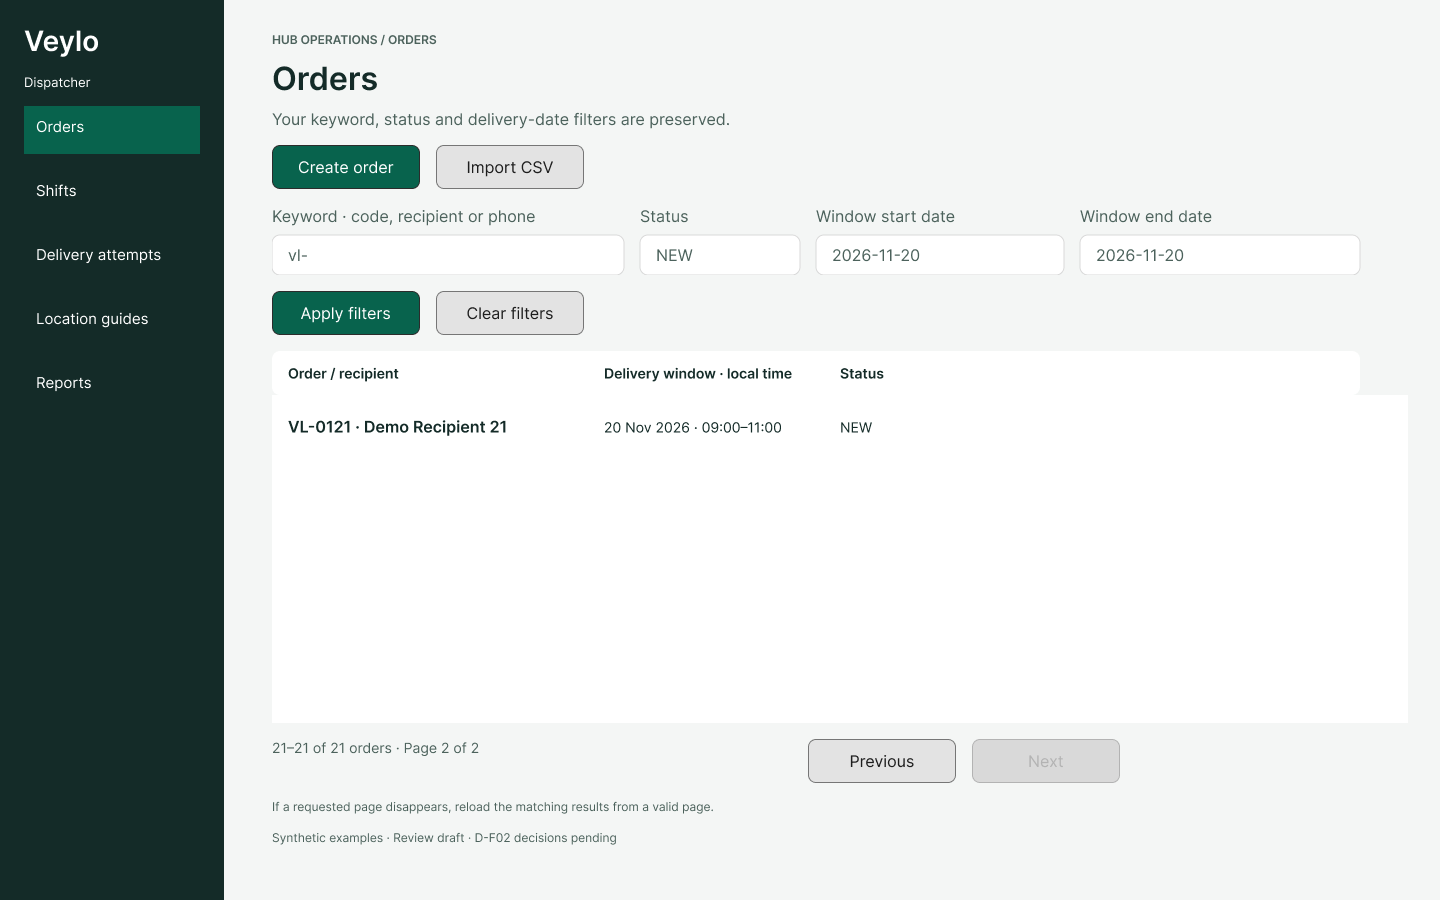 Veylo
Dispatcher
Orders
Shifts
Delivery attempts
Location guides
Reports
HUB OPERATIONS / ORDERS
Orders
Your keyword, status and delivery-date filters are preserved.
Create order
Import CSV
Keyword · code, recipient or phone
Status
Window start date
Window end date
vl-
NEW
2026-11-20
2026-11-20
Apply filters
Clear filters
Order / recipient
Delivery window · local time
Status
VL-0121 · Demo Recipient 21
20 Nov 2026 · 09:00–11:00
NEW
21–21 of 21 orders · Page 2 of 2
Previous
Next
If a requested page disappears, reload the matching results from a valid page.
Synthetic examples · Review draft · D-F02 decisions pending